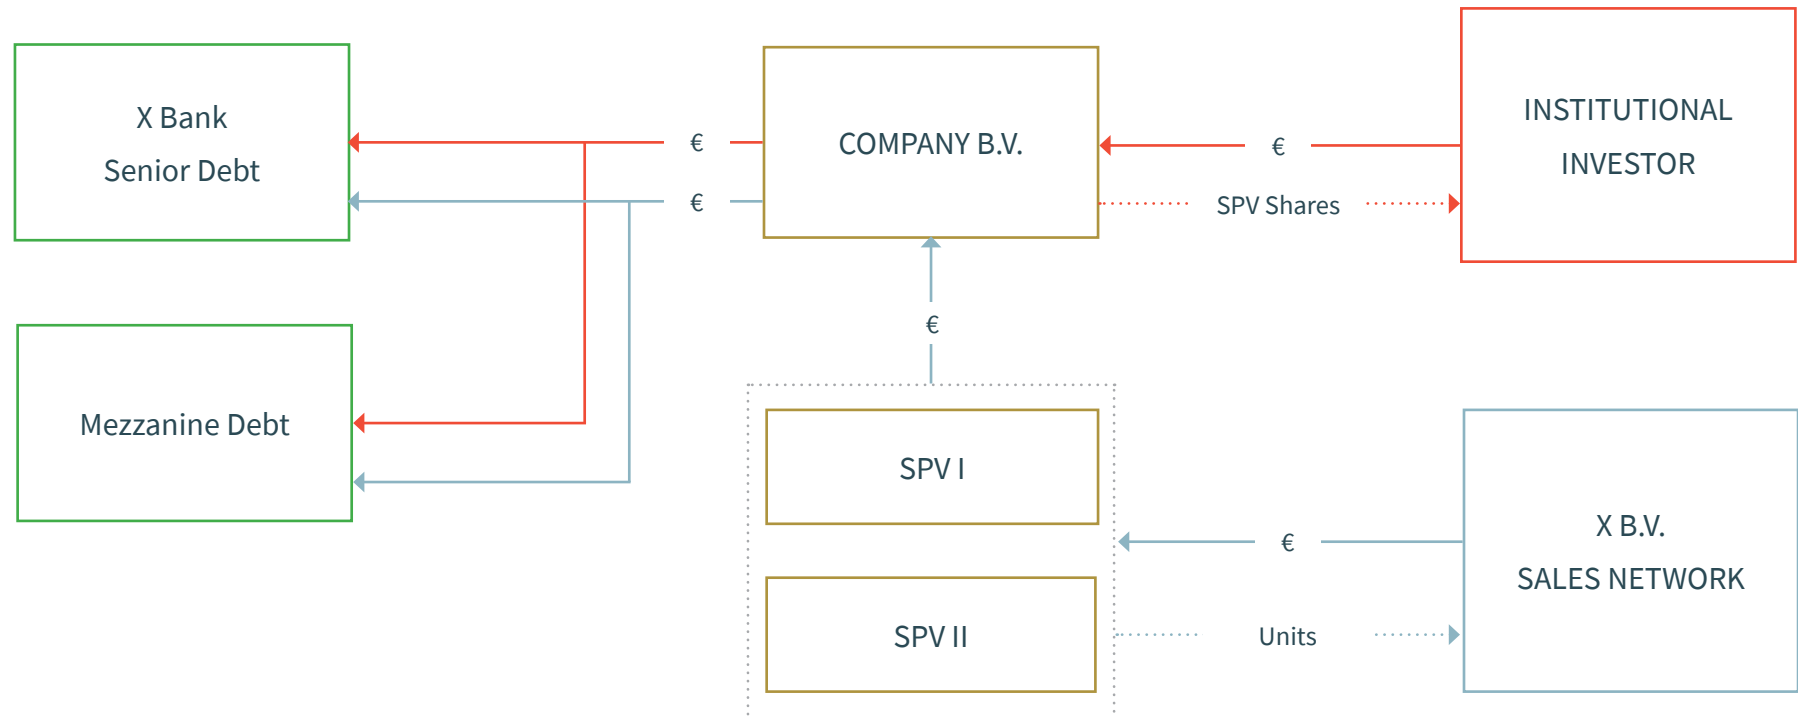 X Bank
Senior Debt
€
€
COMPANY B.V.
€
SPV Shares
INSTITUTIONAL
INVESTOR
€
Mezzanine Debt
SPV I
SPV II
€
Units
X B.V.
SALES NETWORK